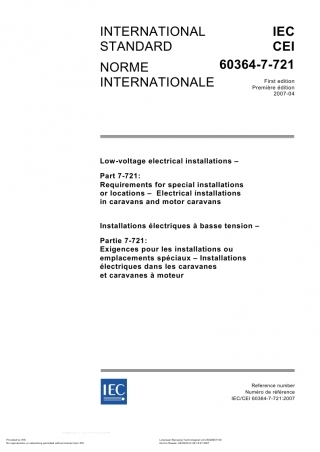 INTERNATIONAL
STANDARD
NORME
INTERNATIONALE
IEC
CEI
60364-7-721
First edition
Première édition
2007-04
Low-voltage electrical installations –
Part 7-721:
Requirements for special installations
or locations – Electrical installations
in caravans and motor caravans
Installations électriques à basse tension –
Partie 7-721:
Exigences pour les installations ou
emplacements spéciaux – Installations
électriques dans les caravanes
et caravanes à moteur
IEC
Reference number
Numéro de référence
IEC/CEI 60364-7-721:2007